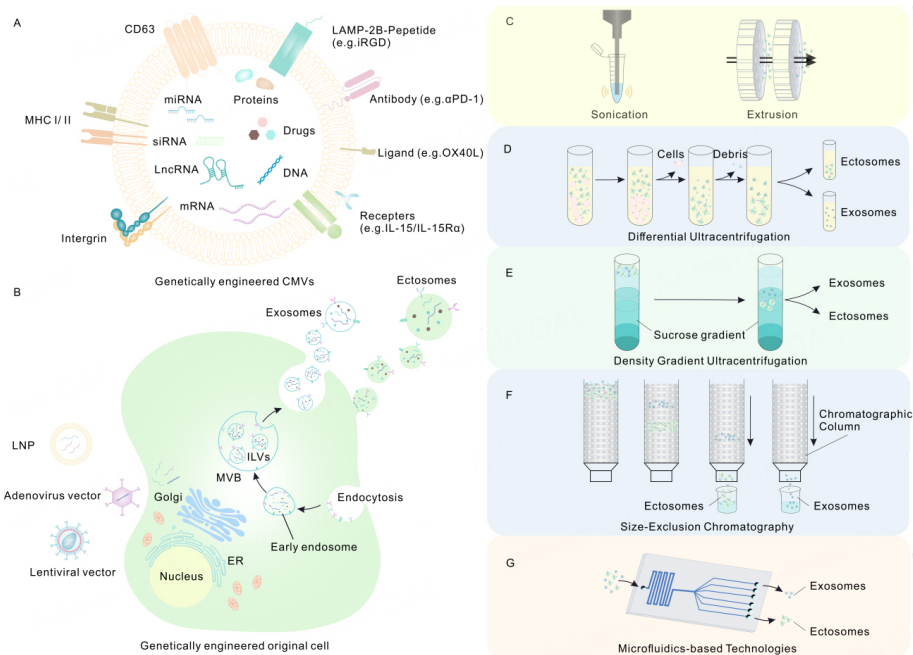 A
CD63
LAMP-2B-Pepetide
(e.g.iRGD)
miRNA
Proteins
Antibody (e.g.αPD-1)
MHC I/ II
siRNA
Drugs
Ligand (e.g.OX40L)
LncRNA
DNA
mRNA
Recepters
(e.g.IL-15/IL-15Rα)
Intergrin
Genetically engineered CMVs
B
Ectosomes
Exosomes
LNP
ILVs
MVB
Adenovirus vector
Golgi
Endocytosis
Early endosome
ER
Lentiviral vector
Nucleus
Genetically engineered original cell
C
Sonication
Extrusion
D
Cells
Debris
Ectosomes
Exosomes
Differential Ultracentrifugation
E
Exosomes
Ectosomes
Sucrose gradient
Density Gradient Ultracentrifugation
F
Chromatographic
Column
Ectosomes
Exosomes
Size-Exclusion Chromatography
G
Exosomes
Ectosomes
Microfluidics-based Technologies